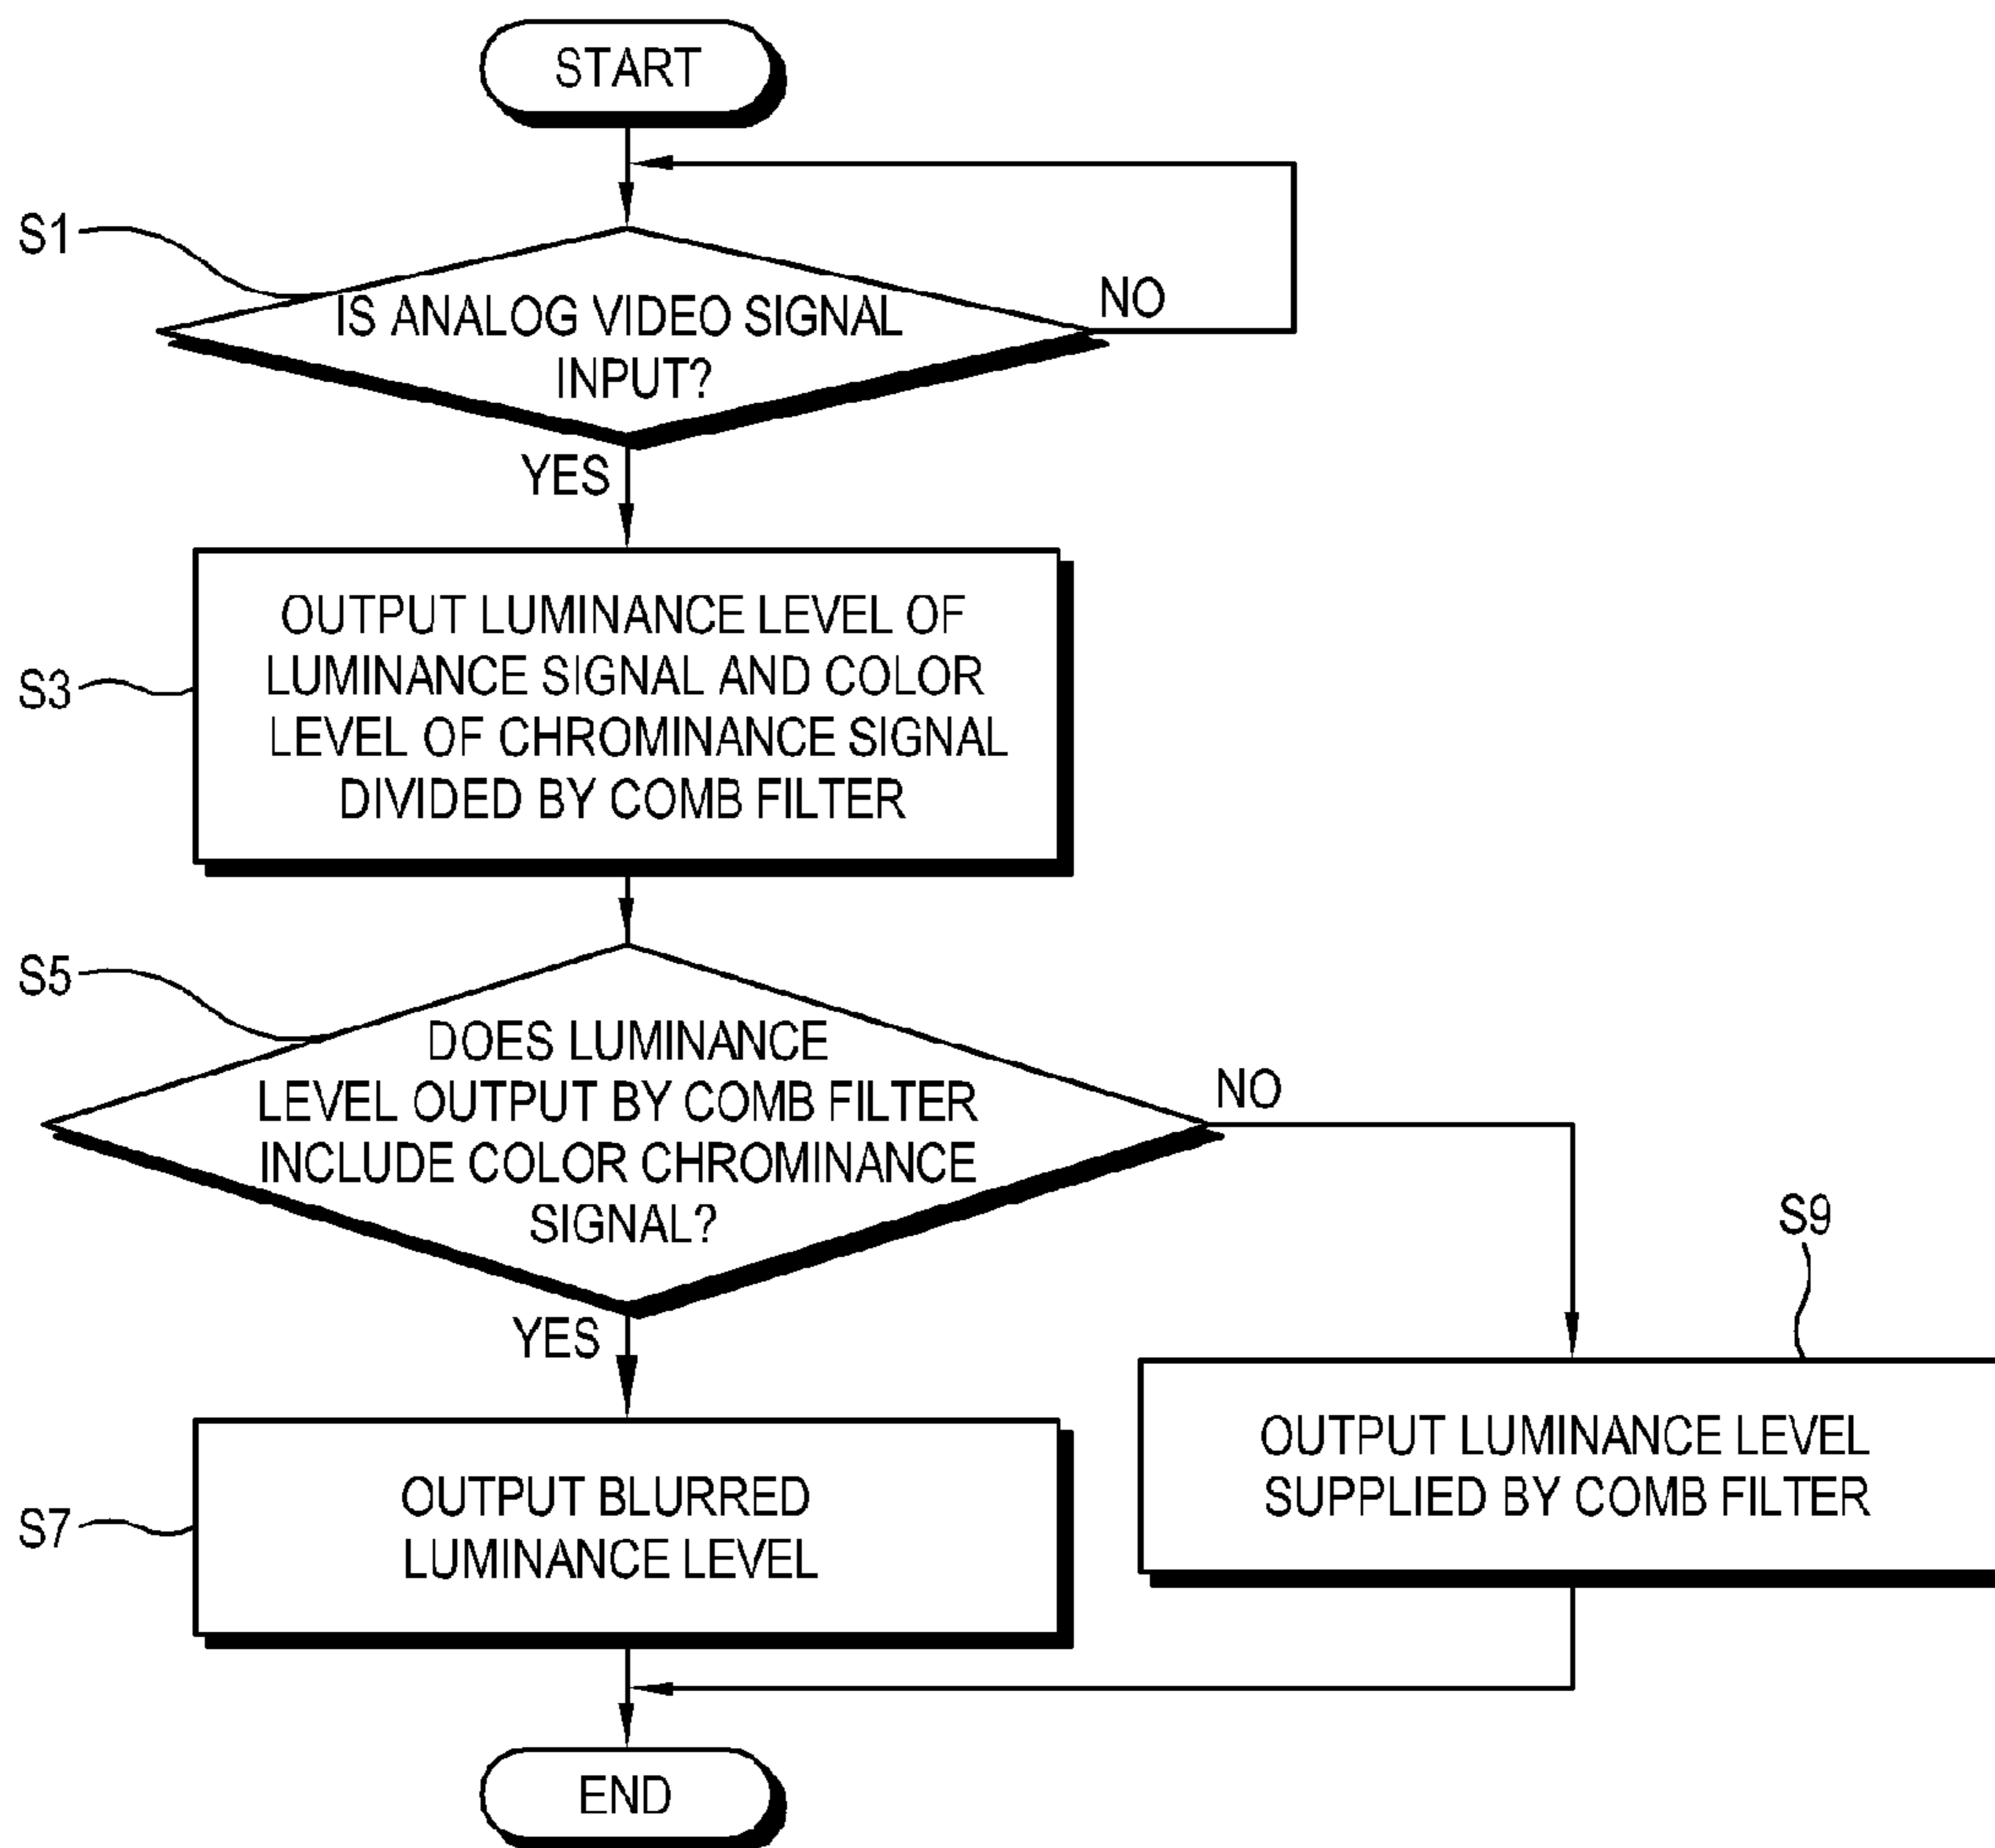 START
S1
IS ANALOG VIDEO SIGNAL
INPUT?
NO
YES
S3
OUTPUT LUMINANCE LEVEL OF
LUMINANCE SIGNAL AND COLOR
LEVEL OF CHROMINANCE SIGNAL
DIVIDED BY COMB FILTER
S5
DOES LUMINANCE
LEVEL OUTPUT BY COMB FILTER
INCLUDE COLOR CHROMINANCE
SIGNAL?
NO
YES
S9
OUTPUT LUMINANCE LEVEL
SUPPLIED BY COMB FILTER
S7
OUTPUT BLURRED
LUMINANCE LEVEL
END